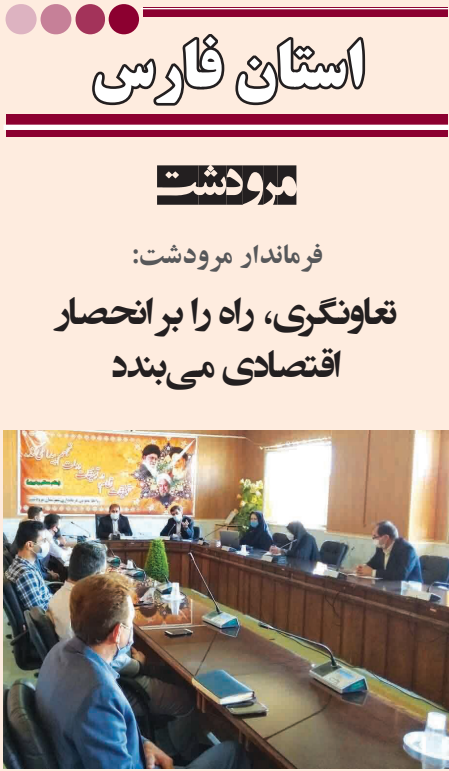 استان فارس
مرودشت
فرماندار مرودشت:
تعاونگری، راه را بر انحصار
اقتصادی می‌بندد